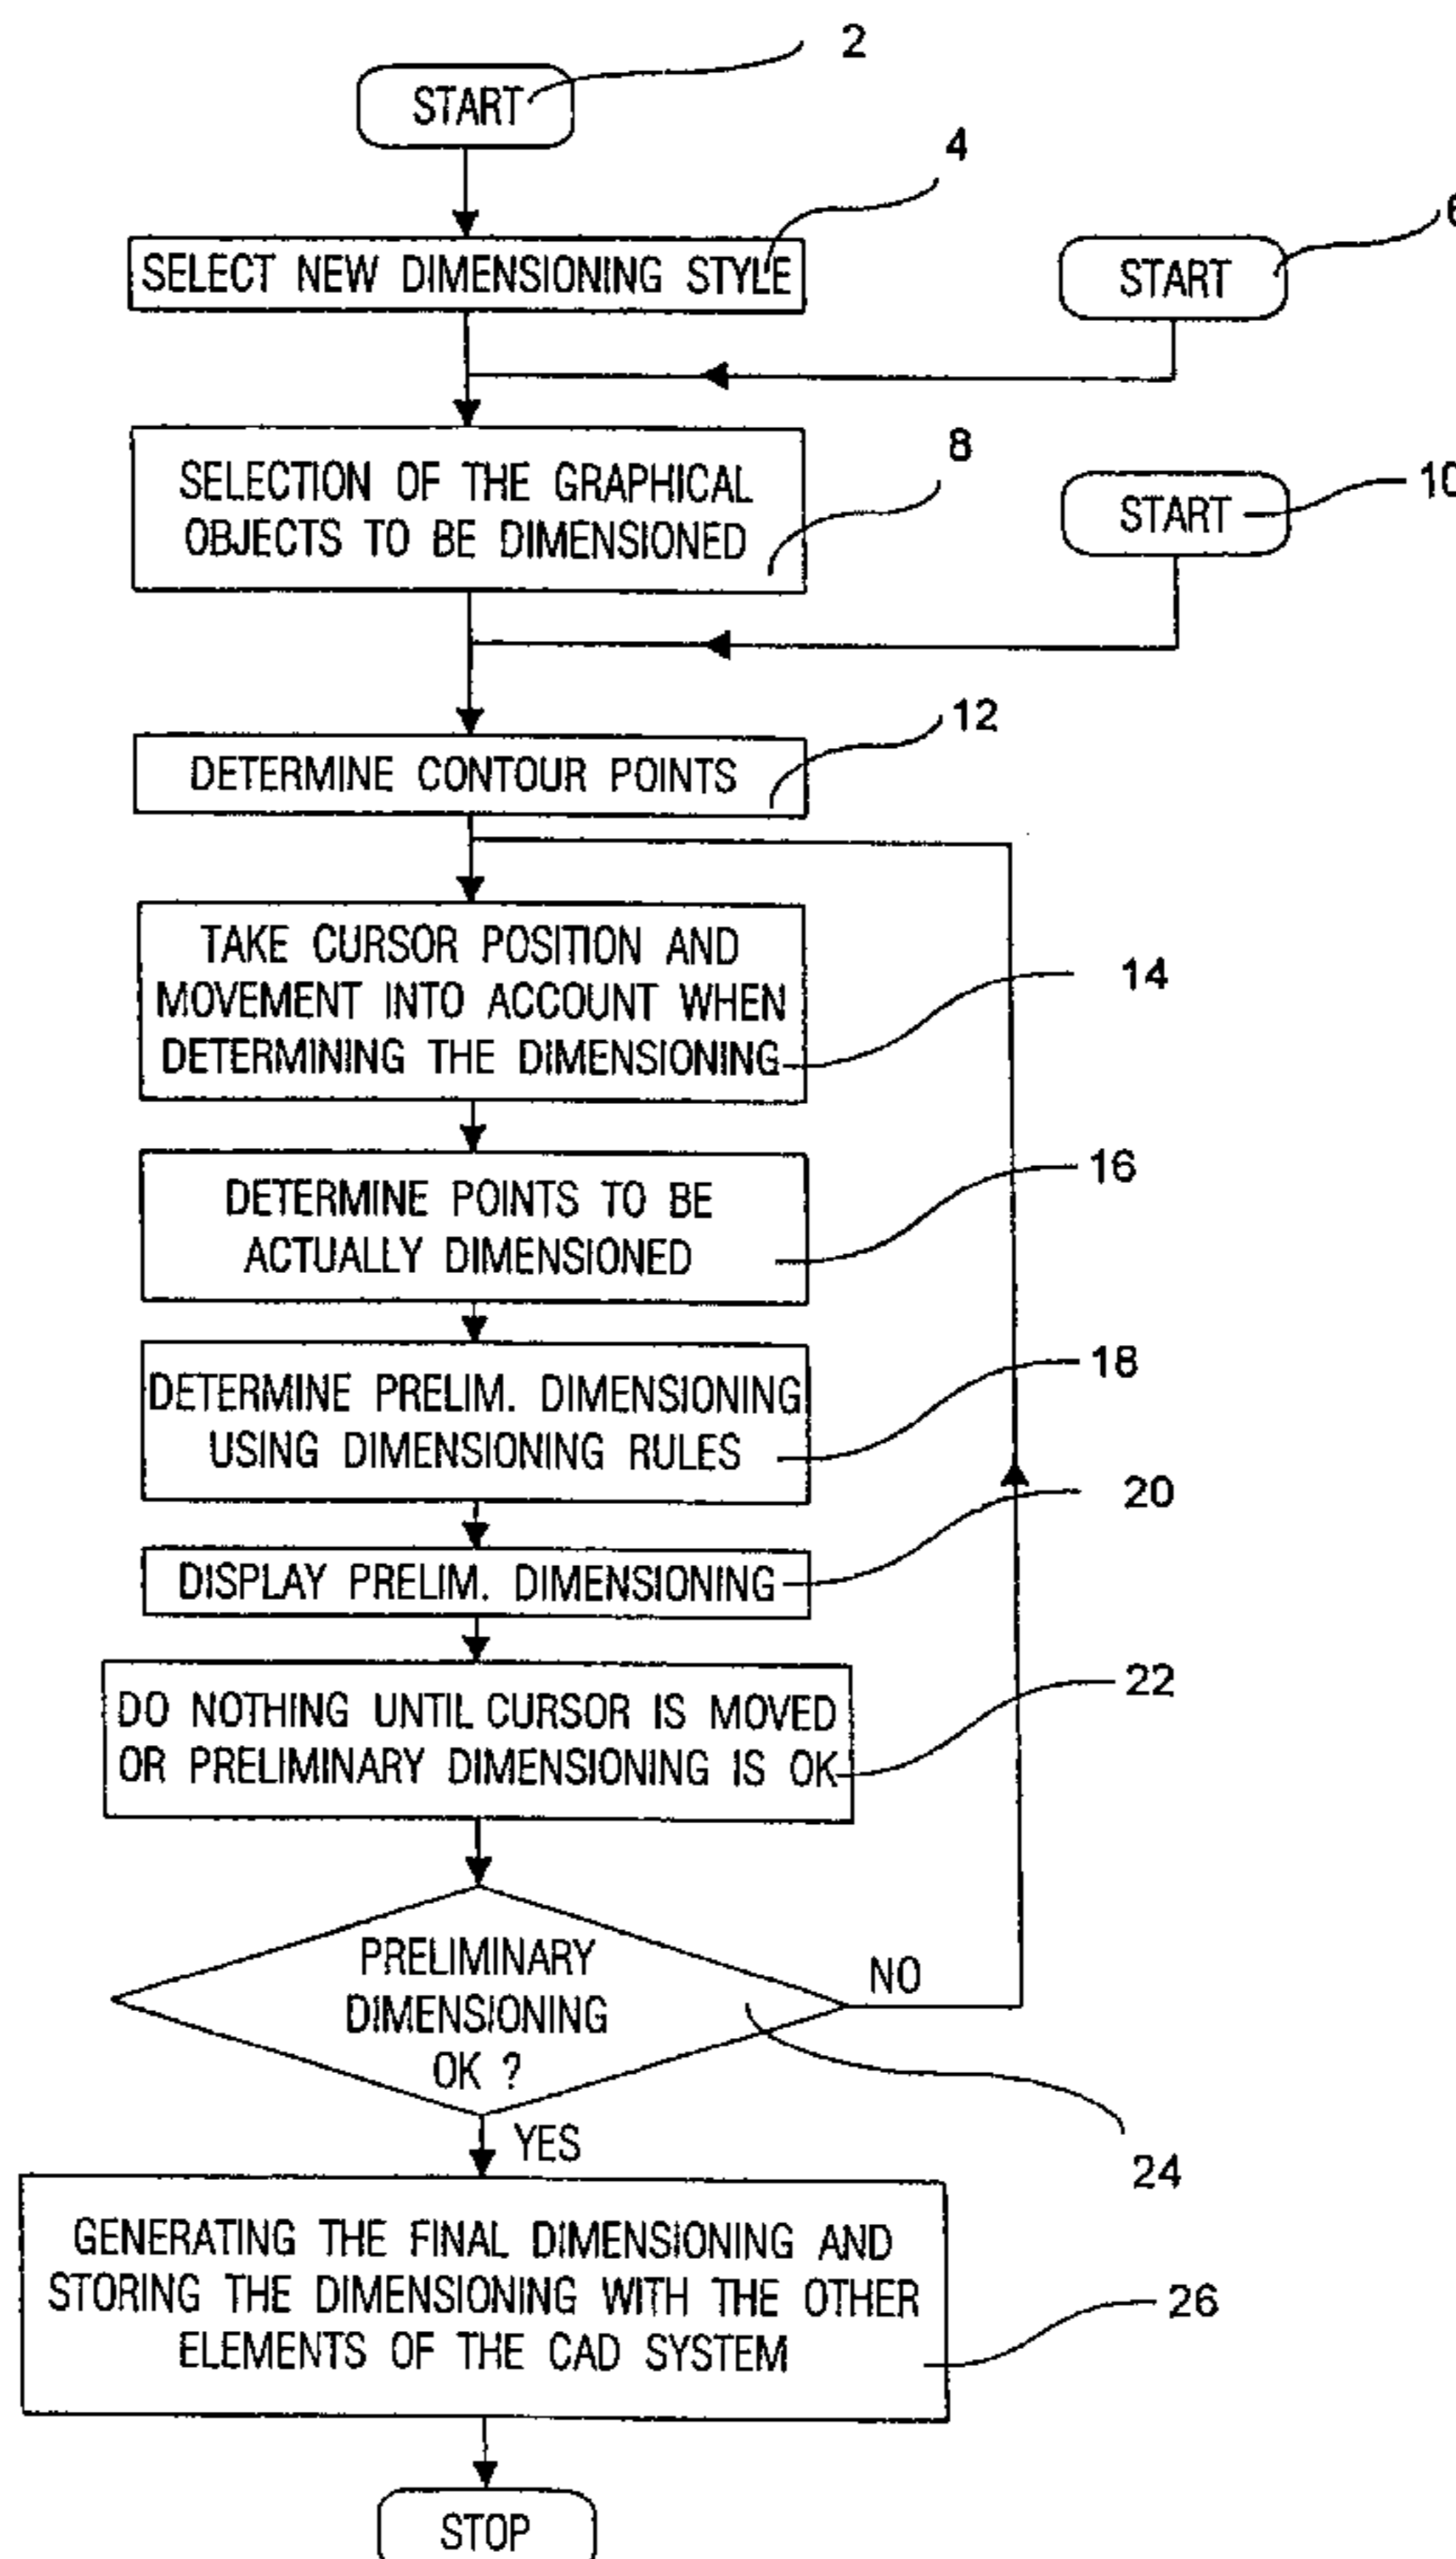 2
START
4
SELECT NEW DIMENSIONING STYLE
6
START
8
SELECTION OF THE GRAPHICAL
OBJECTS TO BE DIMENSIONED
10
START
12
DETERMINE CONTOUR POINTS
TAKE CURSOR POSITION AND
MOVEMENT INTO ACCOUNT WHEN
DETERMINING THE DIMENSIONING
14
DETERMINE POINTS TO BE
ACTUALLY DIMENSIONED
16
DETERMINE PRELIM. DIMENSIONING
USING DIMENSIONING RULES
18
20
DISPLAY PRELIM. DIMENSIONING
DO NOTHING UNTIL CURSOR IS MOVED
OR PRELIMINARY DIMENSIONING IS OK
22
PRELIMINARY
DIMENSIONING
OK ?
NO
YES
24
GENERATING THE FINAL DIMENSIONING AND
STORING THE DIMENSIONING WITH THE OTHER
ELEMENTS OF THE CAD SYSTEM
26
STOP